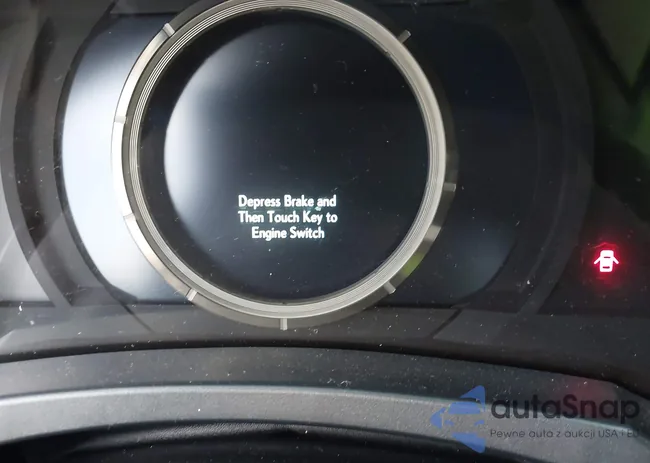 Depress Brake and
Then Touch Key to
Engine Switch
autaSnap
Pewne auta z aukcji USA i EU